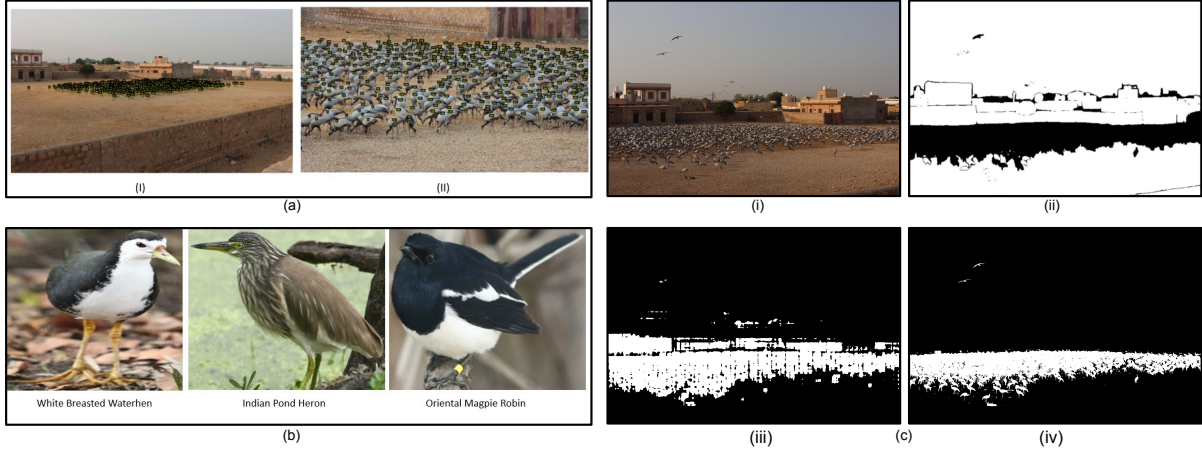 (I)
(II)
(a)
White Breasted Waterhen
Indian Pond Heron
Oriental Magpie Robin
(b)
(i)
(ii)
(iii)
(iv)
(c)